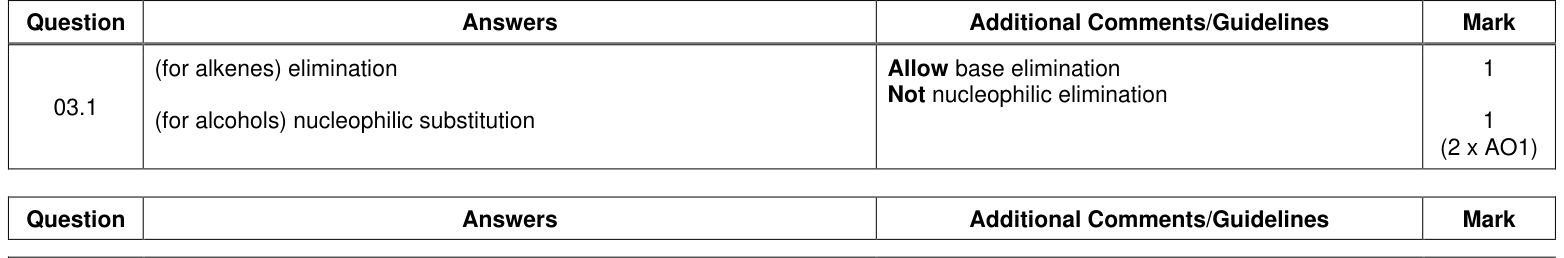 Question Answers Additional Comments/Guidelines Mark
(for alkenes) elimination Allow base elimination 1
Not nucleophilic elimination
03.1
(for alcohols) nucleophilic substitution 1
(2 x AO1)
Question Answers Additional Comments/Guidelines Mark